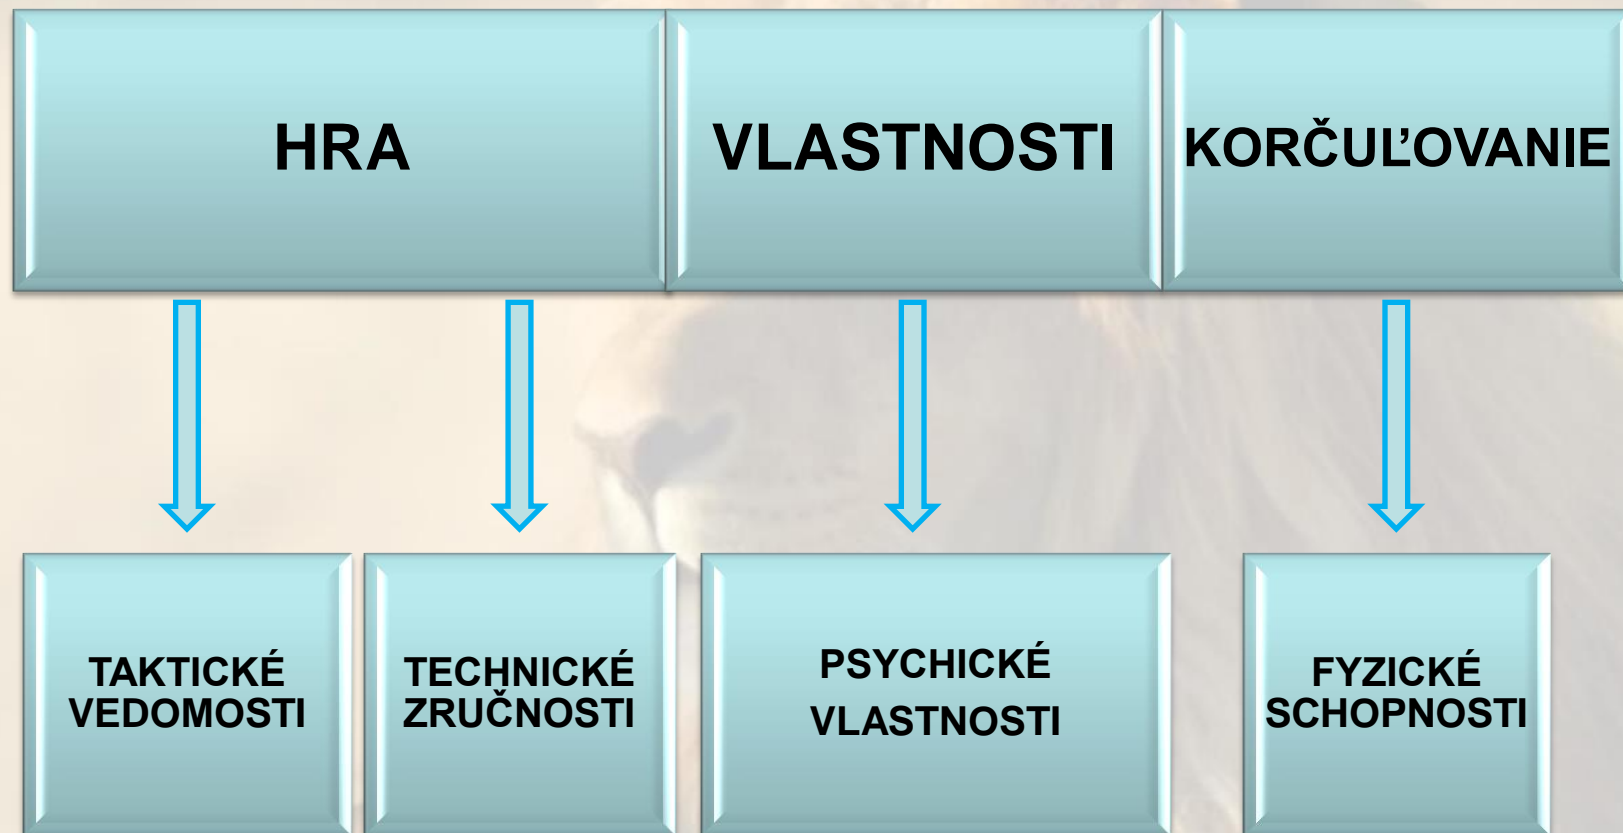 HRA
VLASTNOSTI
KORČUĽOVANIE
TAKTICKÉ
VEDOMOSTI
TECHNICKÉ
ZRUČNOSTI
PSYCHICKÉ
VLASTNOSTI
FYZICKÉ
SCHOPNOSTI